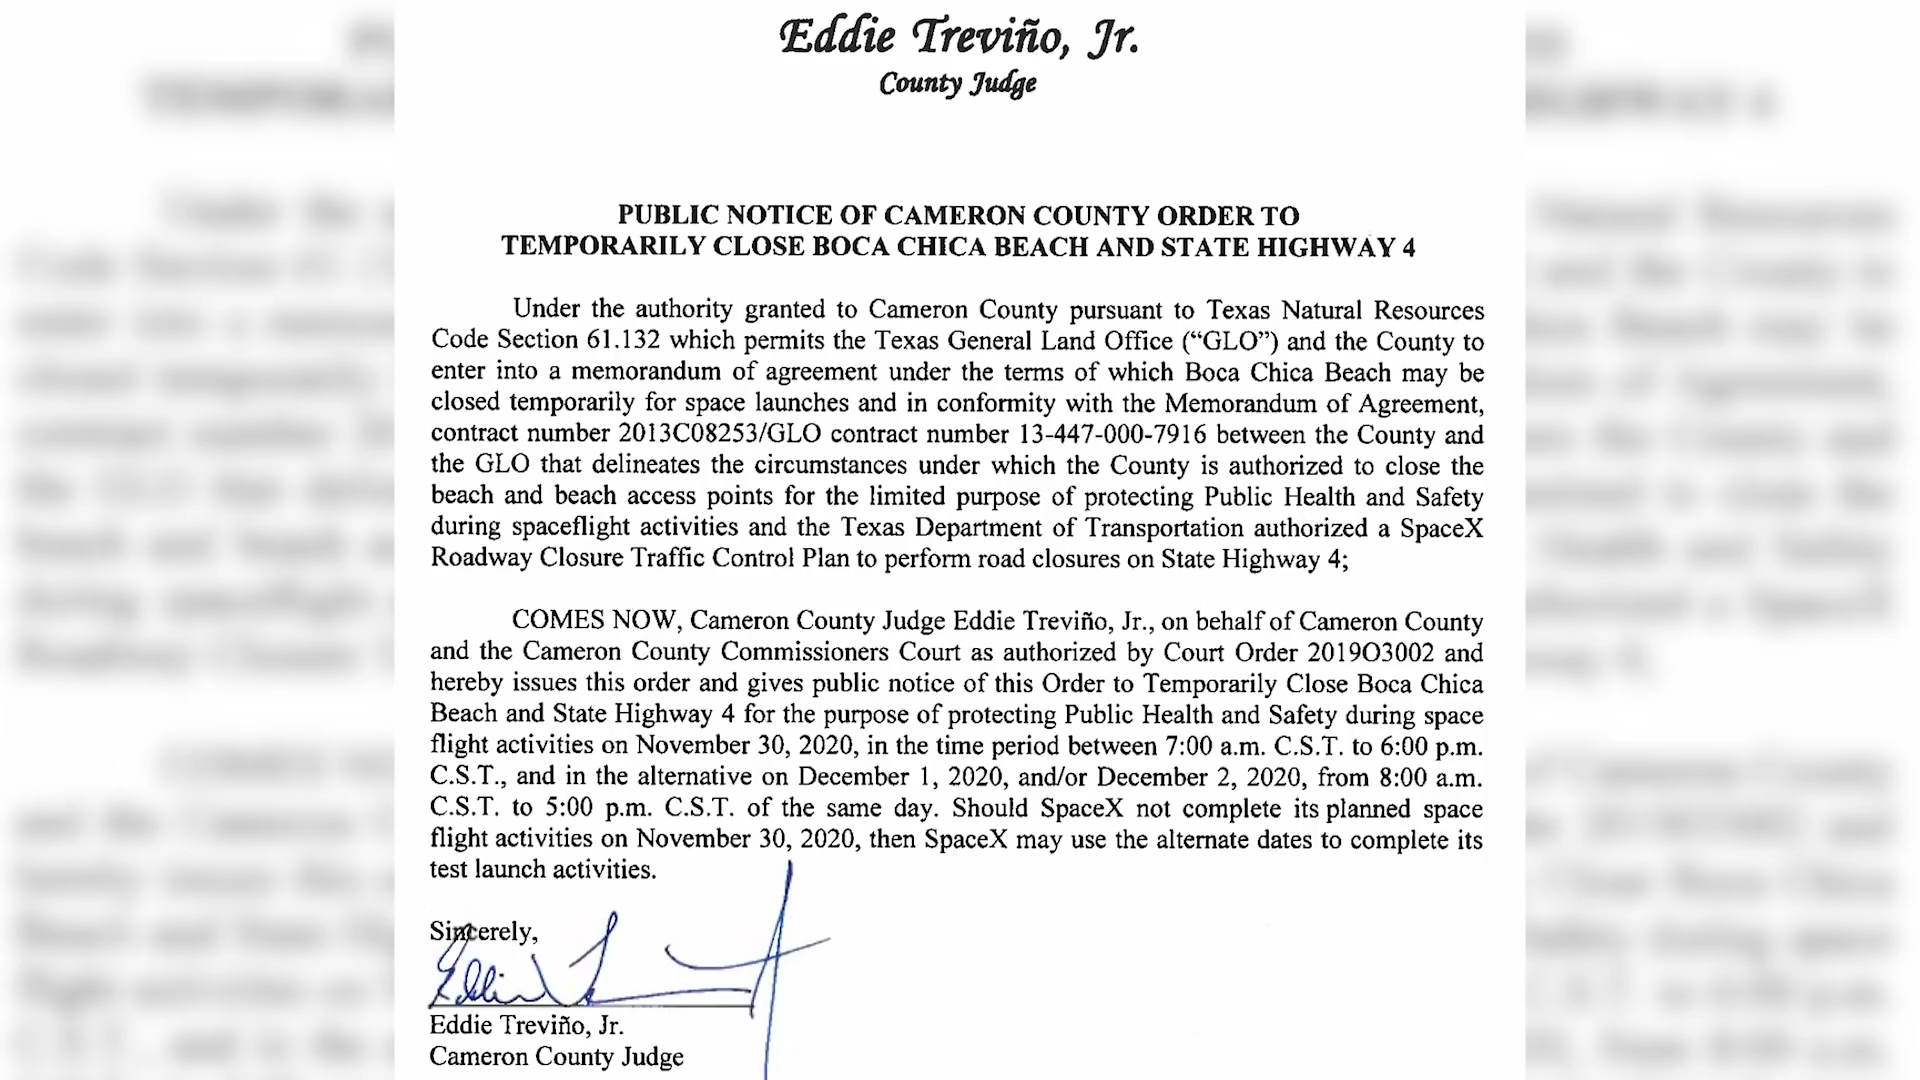 Eddie Treviño, Jr.
County Judge
PUBLIC NOTICE OF CAMERON COUNTY ORDER TO
TEMPORARILY CLOSE BOCA CHICA BEACH AND STATE HIGHWAY 4
Under the authority granted to Cameron County pursuant to Texas Natural Resources
Code Section 61.132 which permits the Texas General Land Office (“GLO”) and the County to
enter into a memorandum of agreement under the terms of which Boca Chica Beach may be
closed temporarily for space launches and in conformity with the Memorandum of Agreement,
contract number 2013C08253/GLO contract number 13-447-000-7916 between the County and
the GLO that delineates the circumstances under which the County is authorized to close the
beach and beach access points for the limited purpose of protecting Public Health and Safety
during spaceflight activities and the Texas Department of Transportation authorized a SpaceX
Roadway Closure Traffic Control Plan to perform road closures on State Highway 4;
COMES NOW, Cameron County Judge Eddie Treviño, Jr., on behalf of Cameron County
and the Cameron County Commissioners Court as authorized by Court Order 2019O3002 and
hereby issues this order and gives public notice of this Order to Temporarily Close Boca Chica
Beach and State Highway 4 for the purpose of protecting Public Health and Safety during space
flight activities on November 30, 2020, in the time period between 7:00 a.m. C.S.T. to 6:00 p.m.
C.S.T., and in the alternative on December 1, 2020, and/or December 2, 2020, from 8:00 a.m.
C.S.T. to 5:00 p.m. C.S.T. of the same day. Should SpaceX not complete its planned space
flight activities on November 30, 2020, then SpaceX may use the alternate dates to complete its
test launch activities.
Sincerely,
Eddie Treviño, Jr.
Cameron County Judge